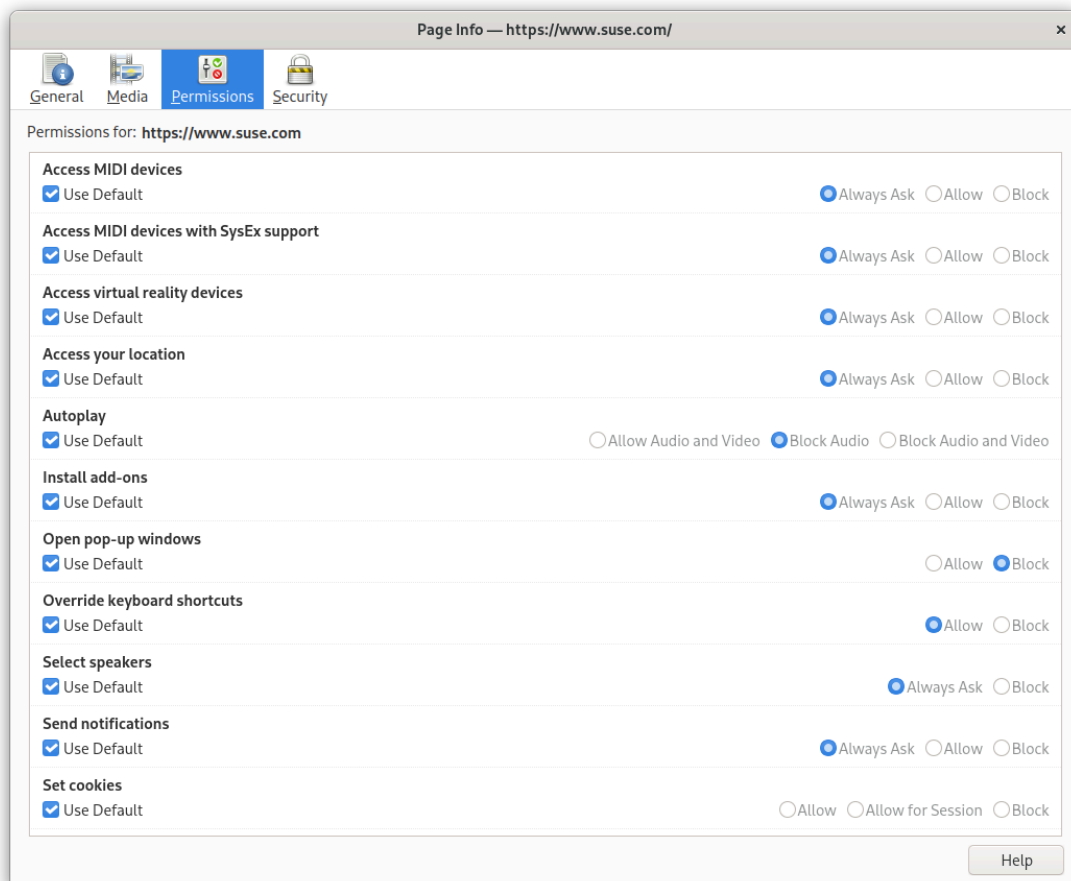 Page Info — https://www.suse.com/
General Media Permissions Security
Permissions for: https://www.suse.com
Access MIDI devices
Use Default Always Ask Allow Block
Access MIDI devices with SysEx support
Use Default Always Ask Allow Block
Access virtual reality devices
Use Default Always Ask Allow Block
Access your location
Use Default Always Ask Allow Block
Autoplay
Use Default Allow Audio and Video Block Audio Block Audio and Video
Install add-ons
Use Default Always Ask Allow Block
Open pop-up windows
Use Default Allow Block
Override keyboard shortcuts
Use Default Allow Block
Select speakers
Use Default Always Ask Block
Send notifications
Use Default Always Ask Allow Block
Set cookies
Use Default Allow Allow for Session Block
Help